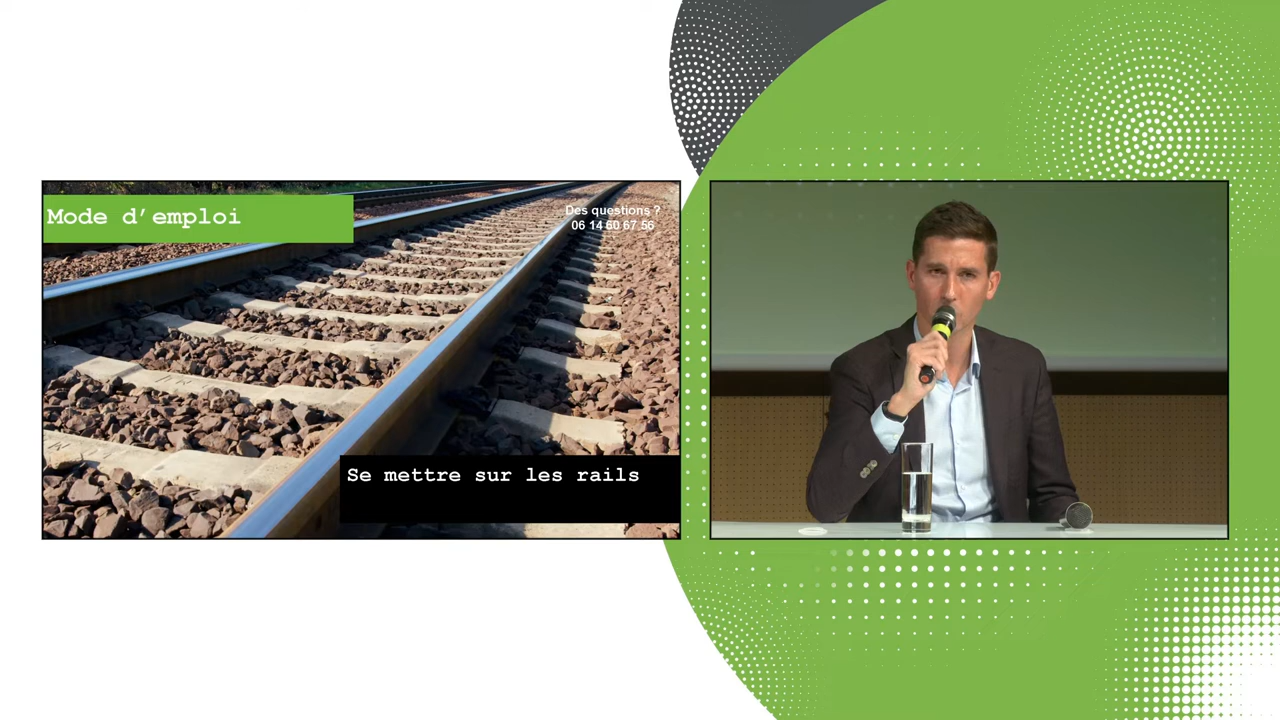 Mode d’emploi
Des questions ?
06 14 60 67 56
Se mettre sur les rails